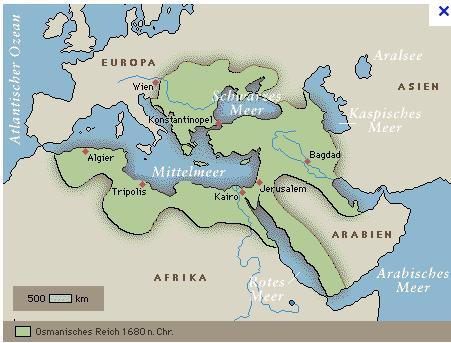 Atlantischer Ozean
EUROPA
Wien
Schwarzes
Meer
Aralsee
ASIEN
Kaspisches
Meer
Konstantinopel
Bagdad
Algier
Mittelmeer
Jerusalem
Tripolis
Kairo
ARABIEN
AFRIKA
Rotes
Meer
Arabisches
Meer
500 km
Osmanisches Reich 1680 n. Chr.